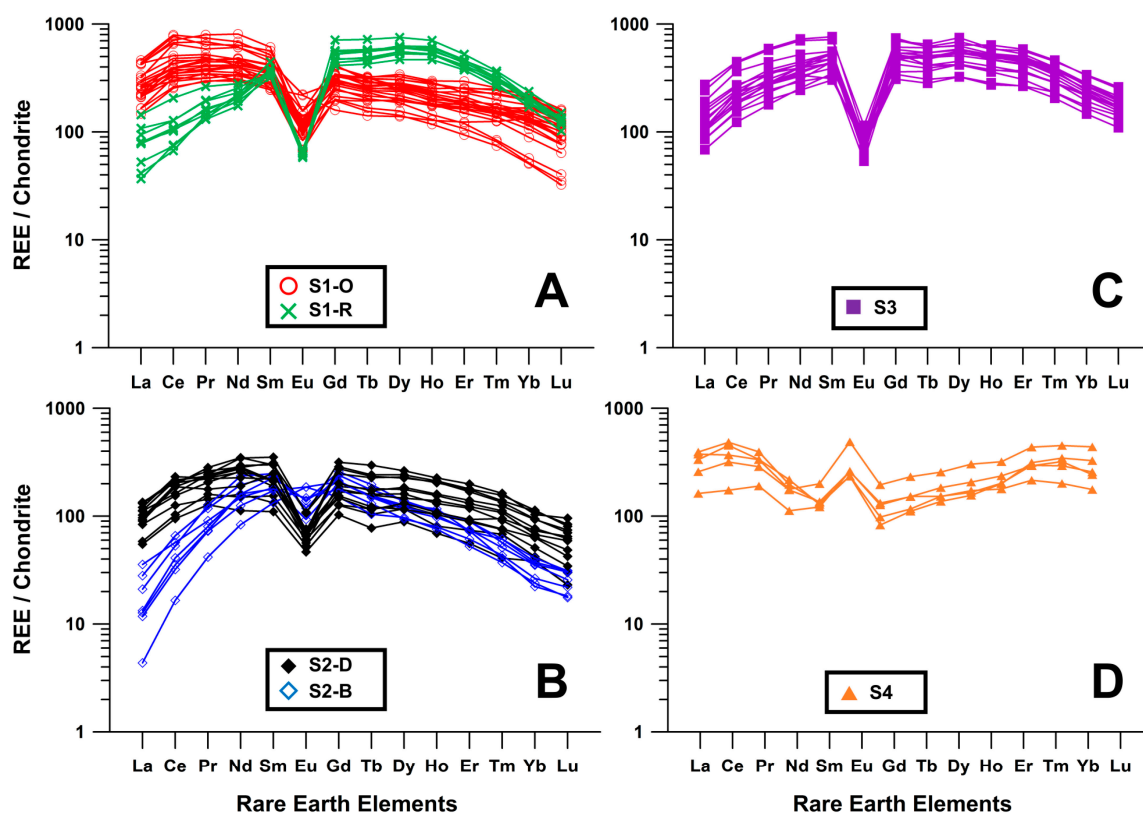 REE / Chondrite
1000
100
10
1
S1-O
S1-R
A
La Ce Pr Nd Sm Eu Gd Tb Dy Ho Er Tm Yb Lu
1000
100
10
1
S3
C
La Ce Pr Nd Sm Eu Gd Tb Dy Ho Er Tm Yb Lu
REE / Chondrite
1000
100
10
1
S2-D
S2-B
B
La Ce Pr Nd Sm Eu Gd Tb Dy Ho Er Tm Yb Lu
Rare Earth Elements
1000
100
10
1
S4
D
La Ce Pr Nd Sm Eu Gd Tb Dy Ho Er Tm Yb Lu
Rare Earth Elements